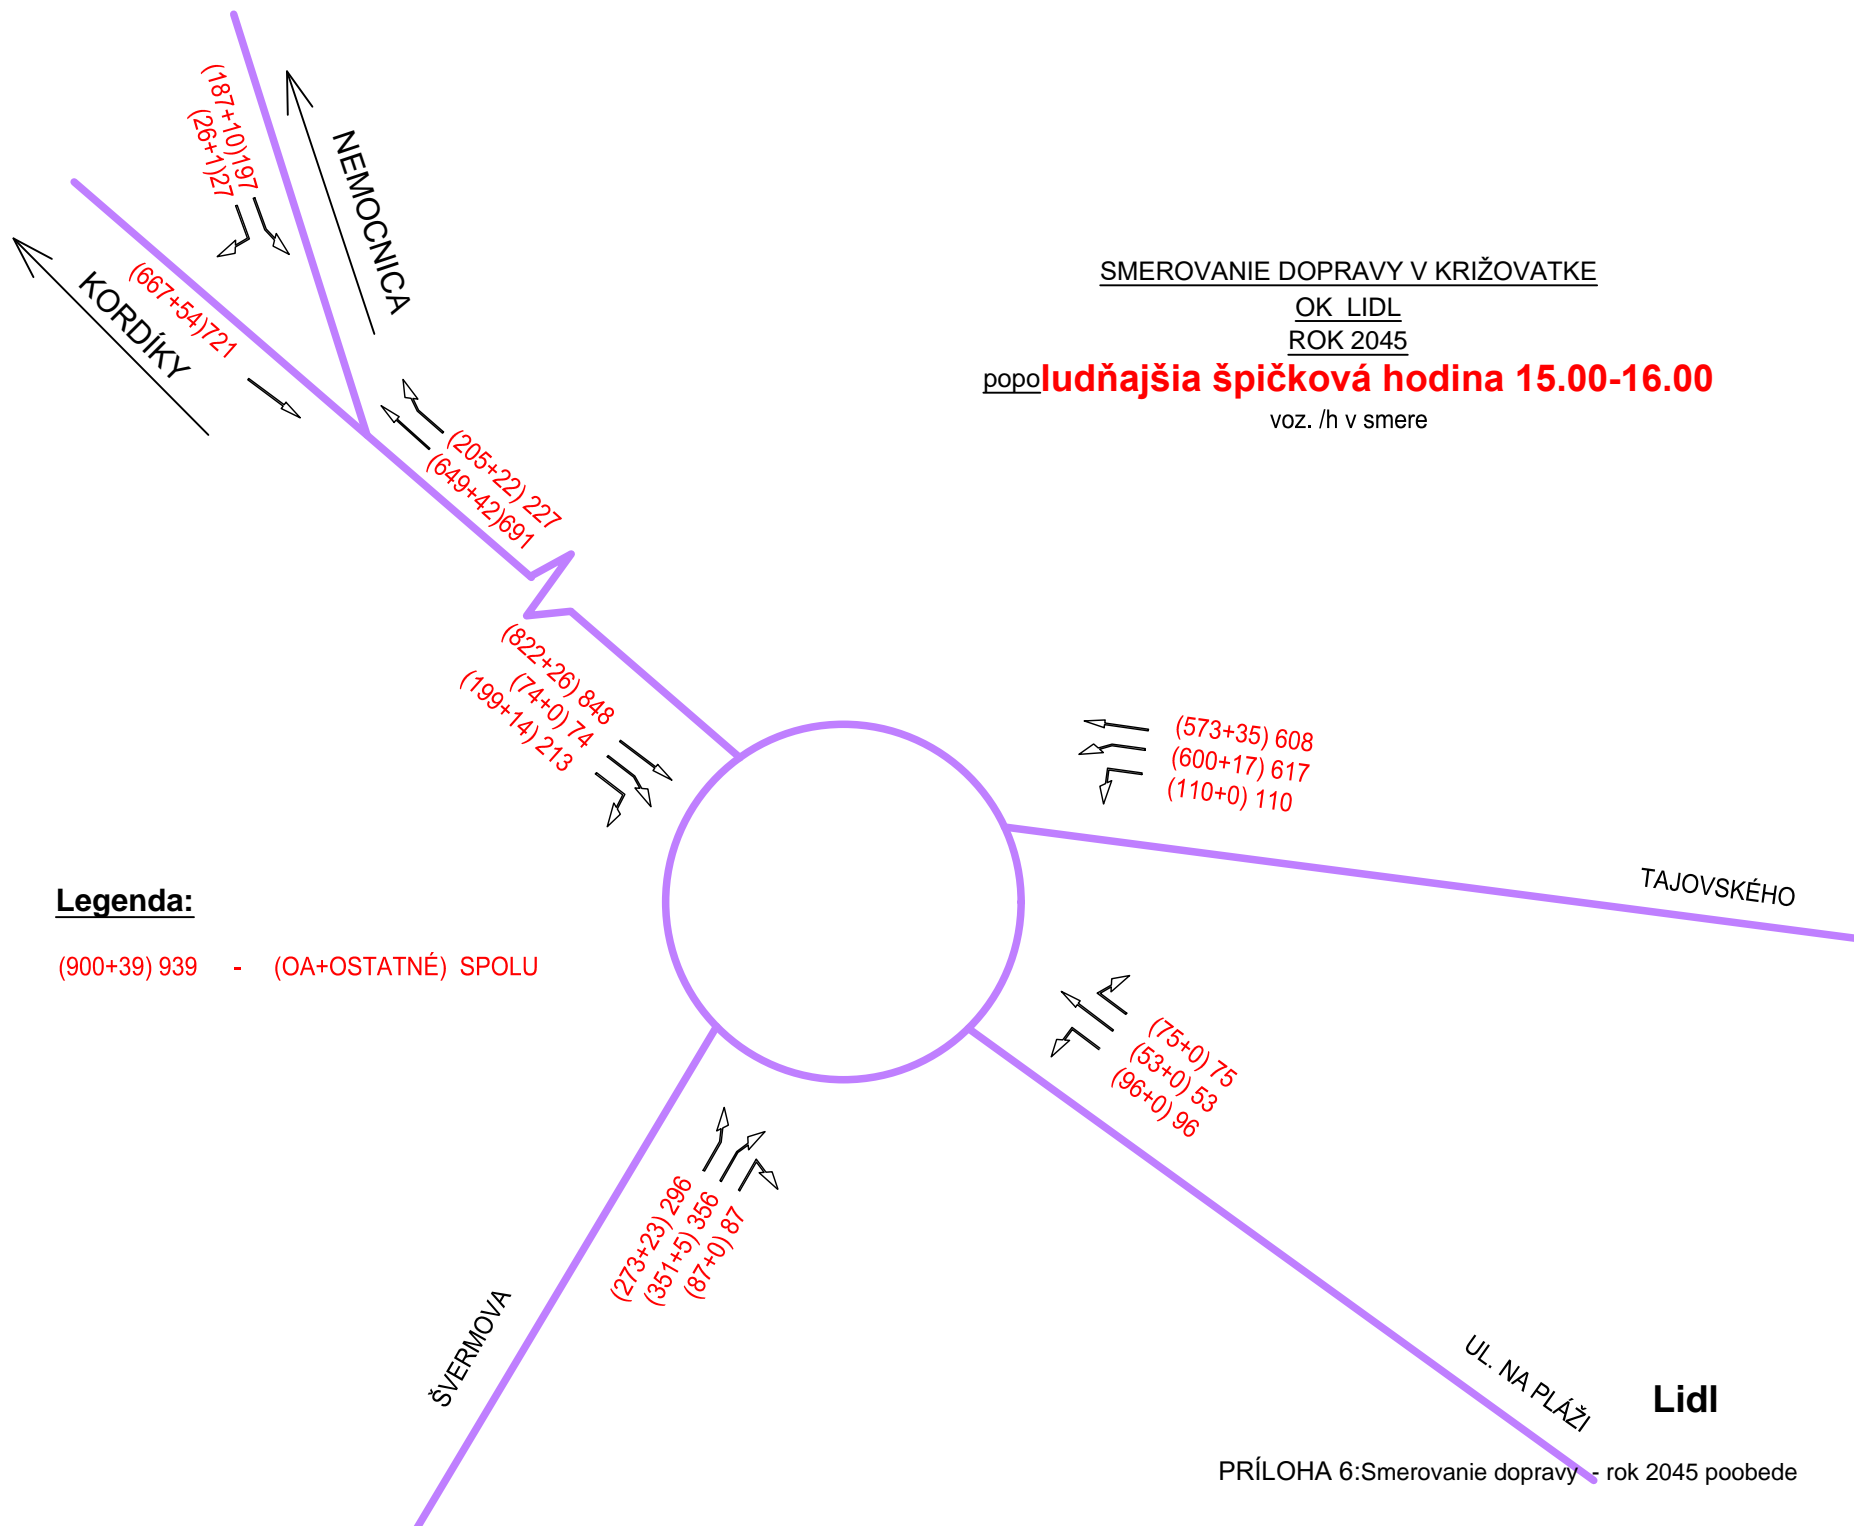 (187+10)197
(26+1)27
NEMOCNICA
KORDÍKY
(667+54)721
SMEROVANIE DOPRAVY V KRIŽOVATKE
OK LIDL
ROK 2045
popoludňajšia špičková hodina 15.00-16.00
voz. /h v smere
(205+22) 227
(649+42)691
(822+26) 848
(74+0) 74
(199+14) 213
(573+35) 608
(600+17) 617
(110+0) 110
TAJOVSKÉHO
Legenda:
(900+39) 939 - (OA+OSTATNÉ) SPOLU
(75+0) 75
(53+0) 53
(96+0) 96
(273+23) 296
(351+5) 356
(87+0) 87
ŠVERMOVA
UL. NA PLÁŽI
Lidl
PRÍLOHA 6:Smerovanie dopravy - rok 2045 poobede